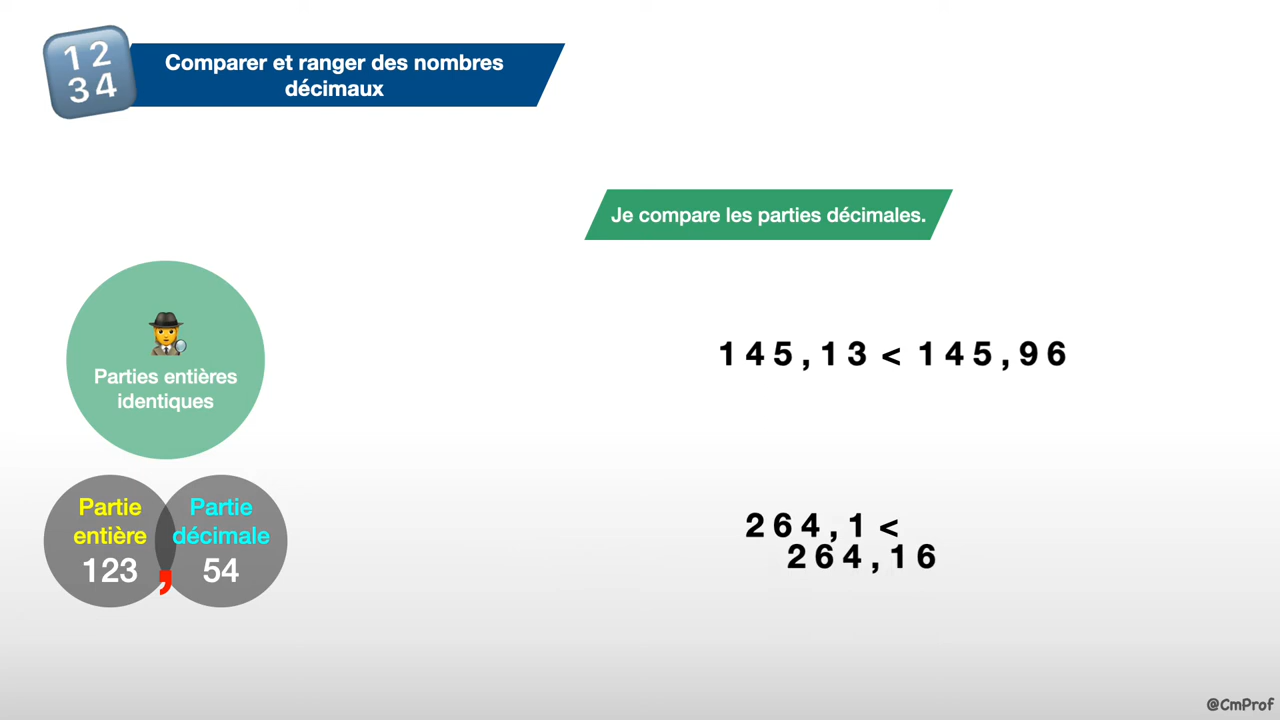 1 2
3 4
Comparer et ranger des nombres
décimaux
Je compare les parties décimales.
Parties entières
identiques
1 4 5 , 1 3 < 1 4 5 , 9 6
Partie
entière
123
,
Partie
décimale
54
2 6 4 , 1 <
2 6 4 , 1 6
@CmProf